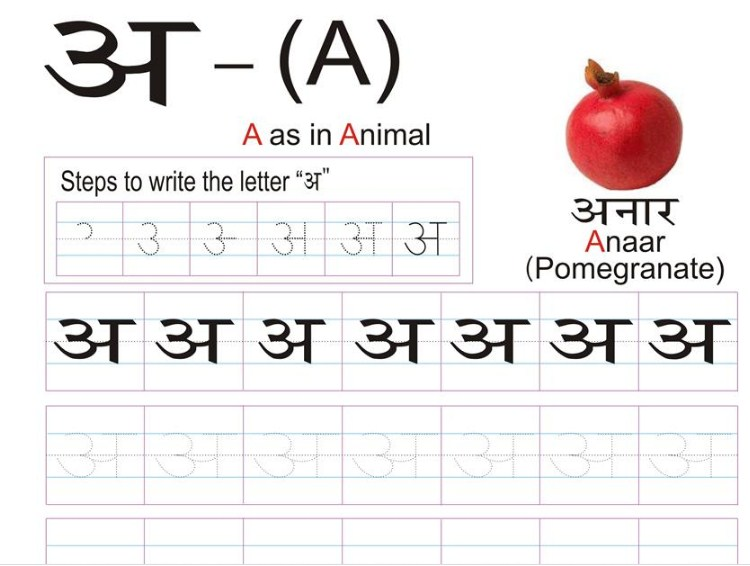 अ – (A)
A as in Animal
Steps to write the letter “अ”
अ
अनार
Anaar
(Pomegranate)
अ अ अ अ अ अ अ
अ अ अ अ अ अ अ